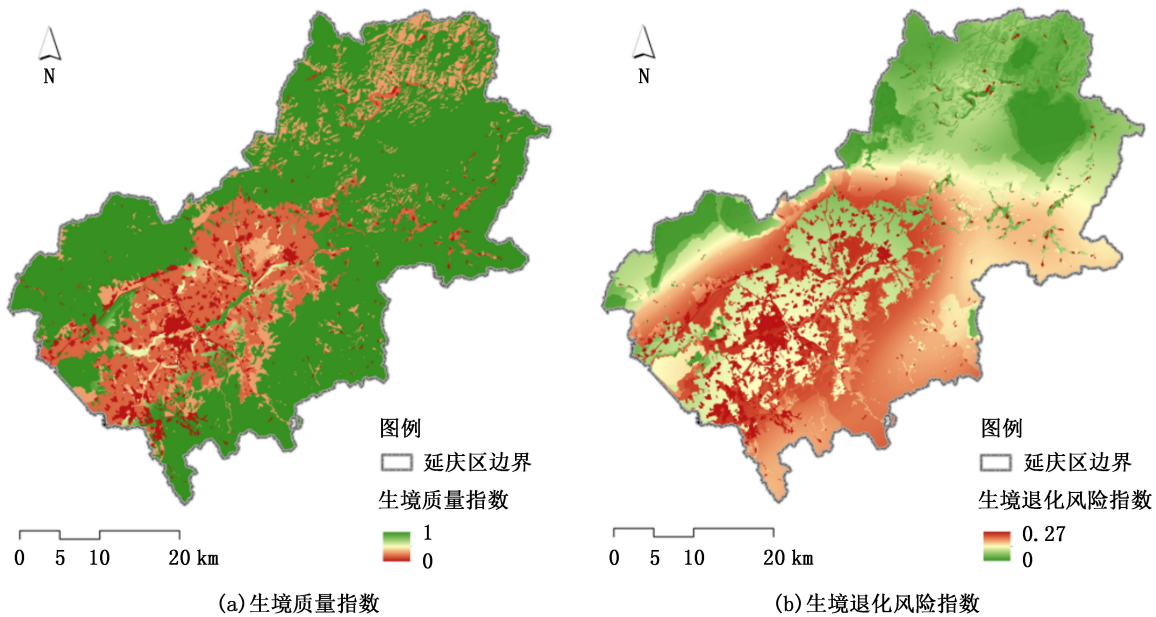 N
N
图例
延庆区边界
生境质量指数
1
0
0 5 10 20 km
(a)生境质量指数
图例
延庆区边界
生境退化风险指数
0.27
0
0 5 10 20 km
(b)生境退化风险指数